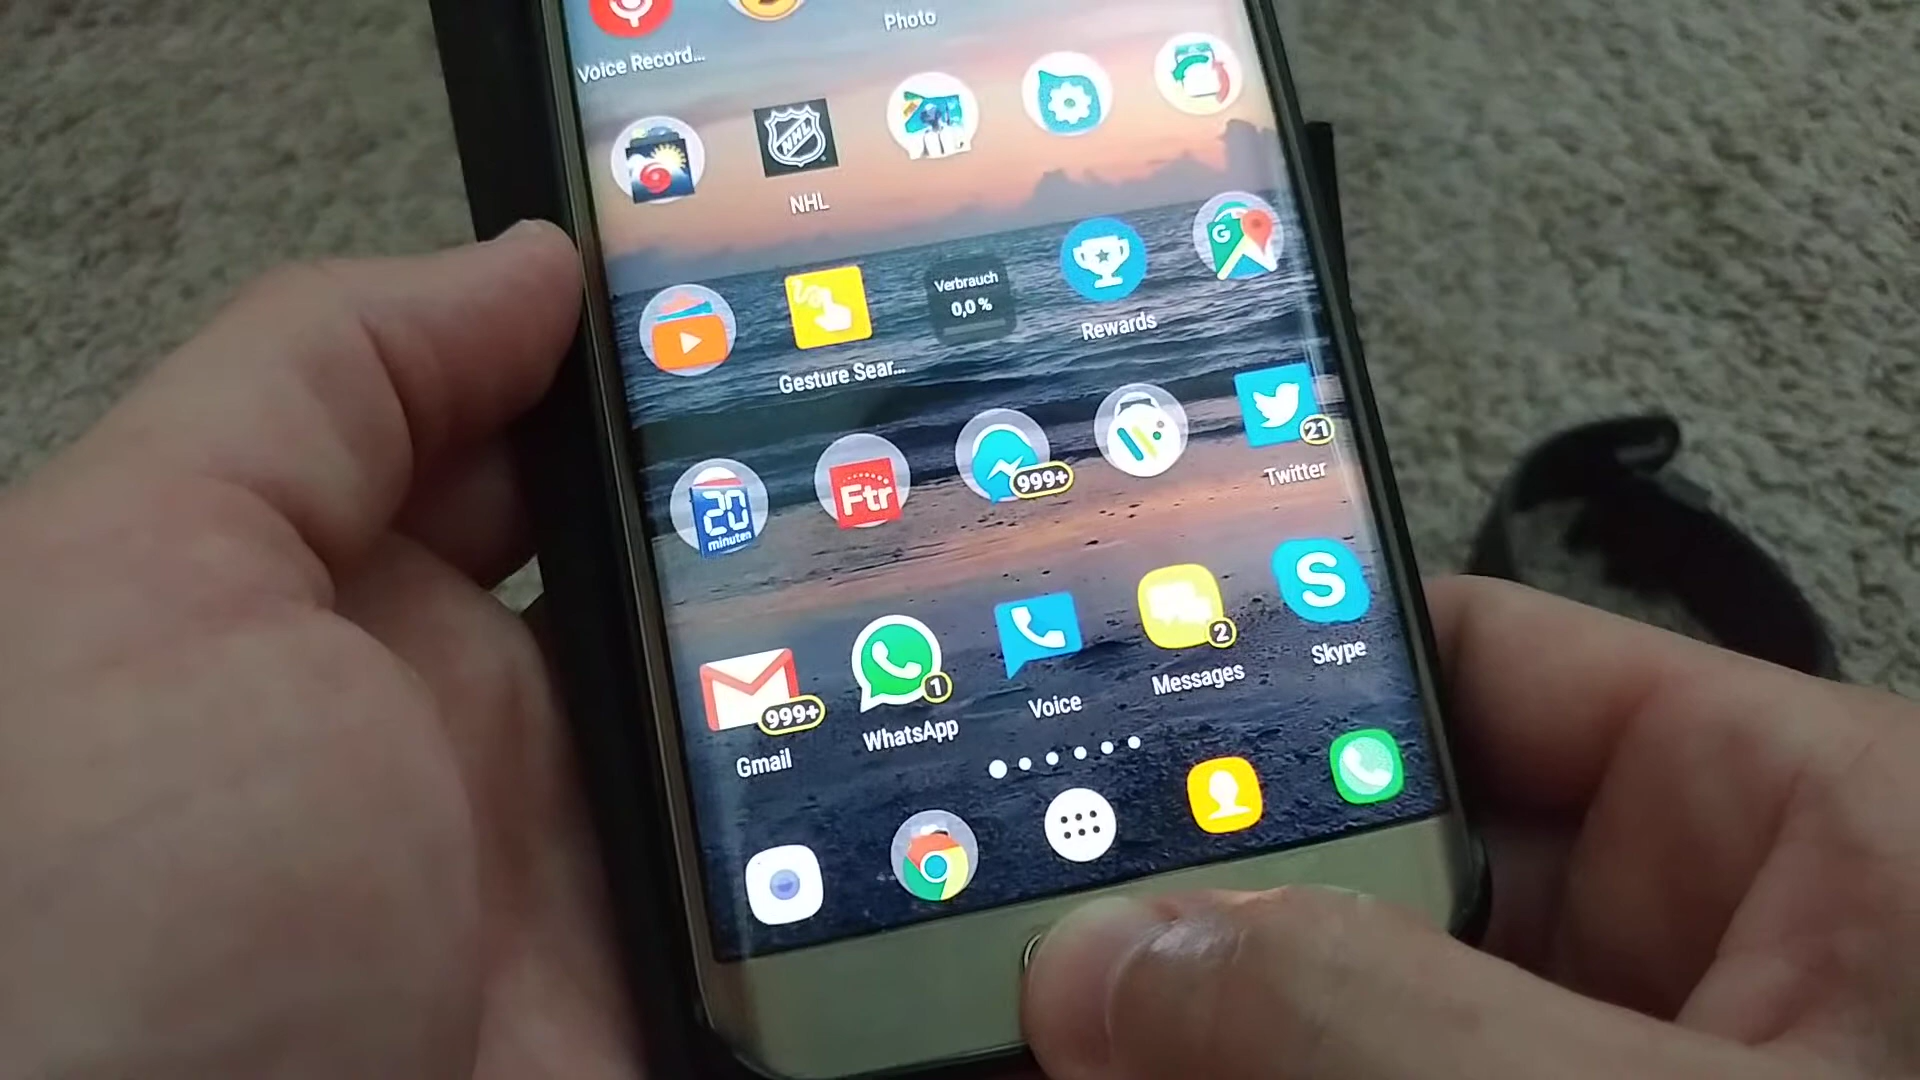 Photo
Voice Record...
NHL
NHL
G
Verbrauch
0,0 %
Rewards
Gesture Sear...
20
minuten
Ftr
999+
21
Twitter
999+
Gmail
1
WhatsApp
Voice
2
Messages
S
Skype